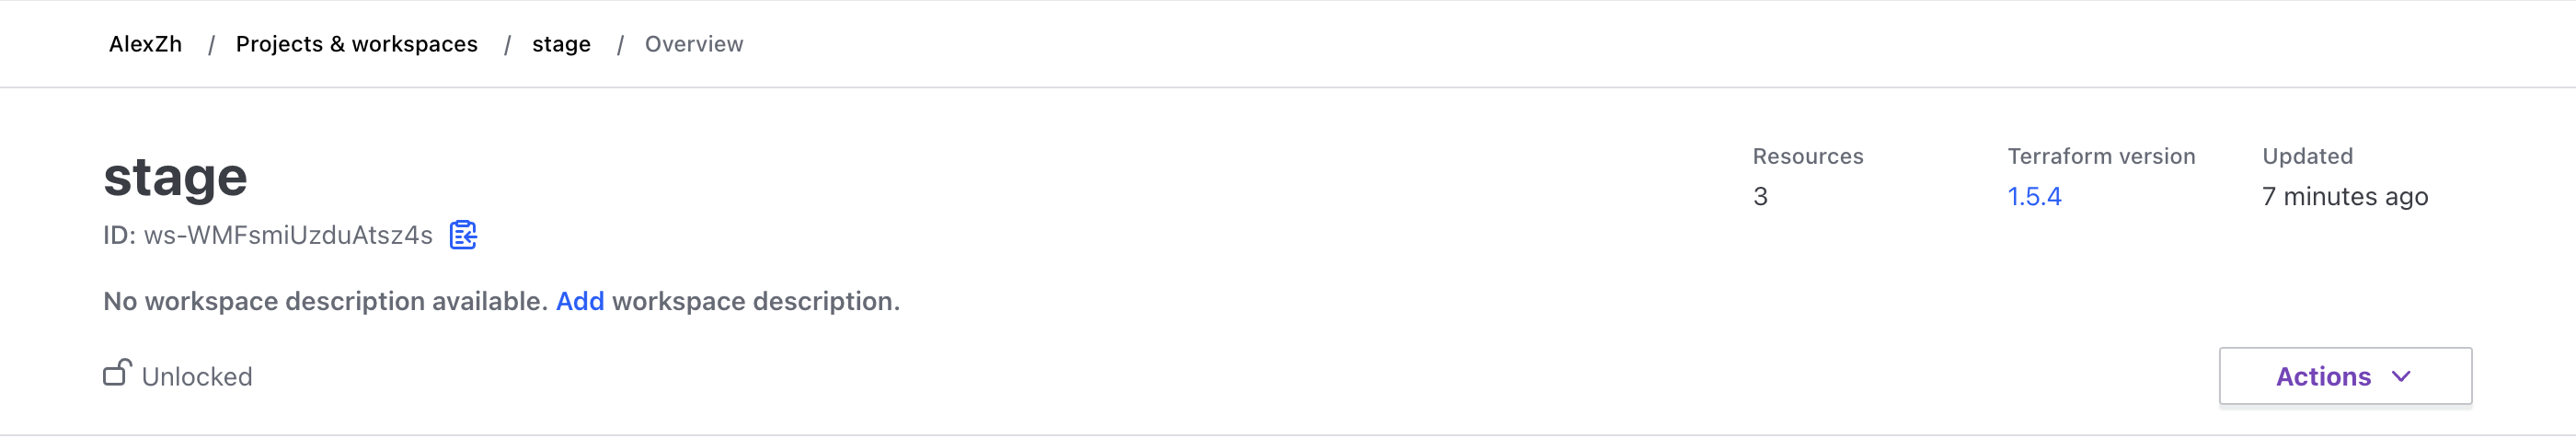 AlexZh / Projects & workspaces / stage / Overview
stage
ID: ws-WMFsmiUzduAtsz4s
No workspace description available. Add workspace description.
Unlocked
Resources
3
Terraform version
1.5.4
Updated
7 minutes ago
Actions